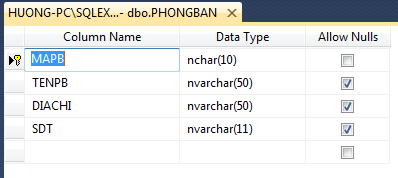 HUONG-PC\SQLEX...- dbo.PHONGBAN
Column Name Data Type Allow Nulls
MAPB nchar(10)
TENPB nvarchar(50)
DIACHI nvarchar(50)
SDT nvarchar(11)